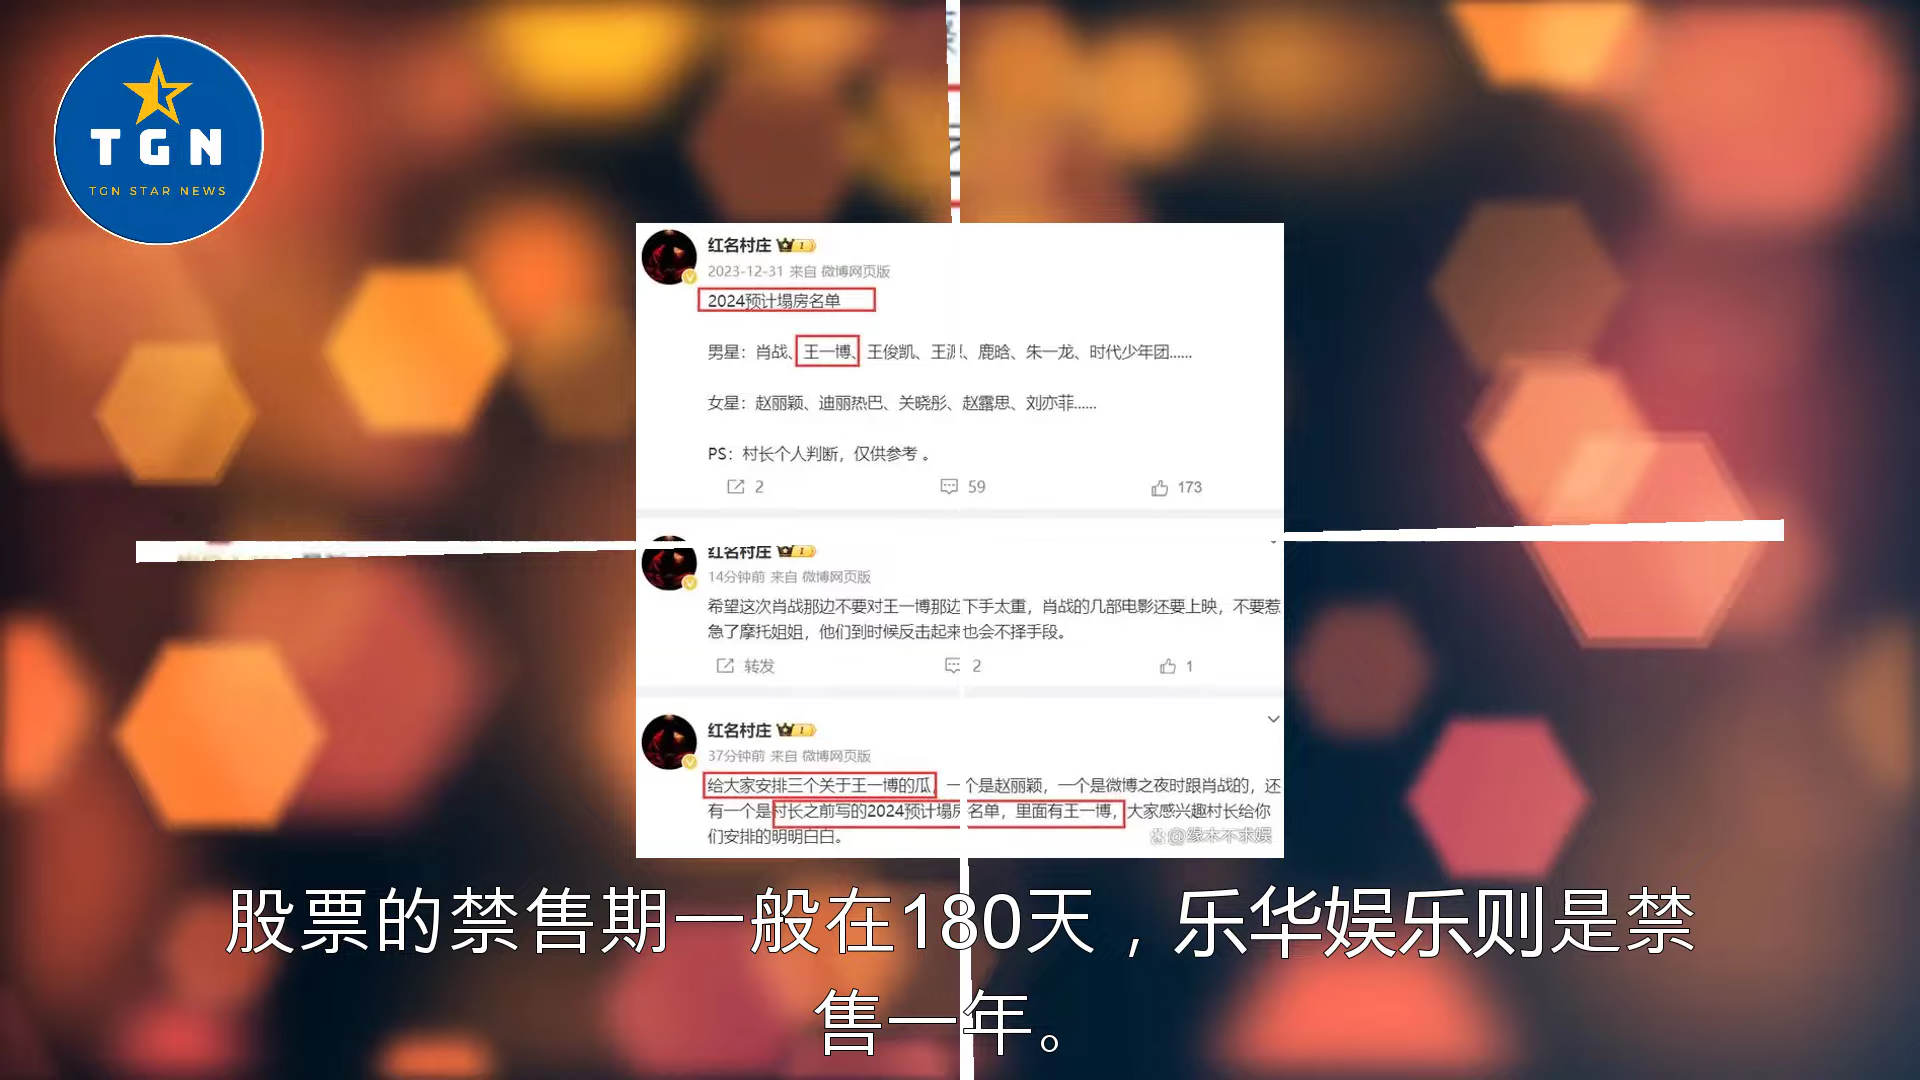 TGN
TGN STAR NEWS
红名村庄
2023-12-31 来自 微博网页版
2024预计塌房名单
男星：肖战、王一博、王俊凯、王源、鹿晗、朱一龙、时代少年团......
女星：赵丽颖、迪丽热巴、关晓彤、赵露思、刘亦菲......
PS：村长个人判断，仅供参考 。
2 59 173
红名村庄
14分钟前 来自 微博网页版
希望这次肖战那边不要对王一博那边下手太重，肖战的几部电影还要上映，不要惹
急了摩托姐姐，他们到时候反击起来也会不择手段。
转发 2 1
红名村庄
37分钟前 来自 微博网页版
给大家安排三个关于王一博的瓜，一个是赵丽颖，一个是微博之夜时跟肖战的，还
有一个是村长之前写的2024预计塌房名单，里面有王一博，大家感兴趣村长给你
们安排的明明白白。
@缘木不求娱
股票的禁售期一般在180天，乐华娱乐则是禁
售一年。